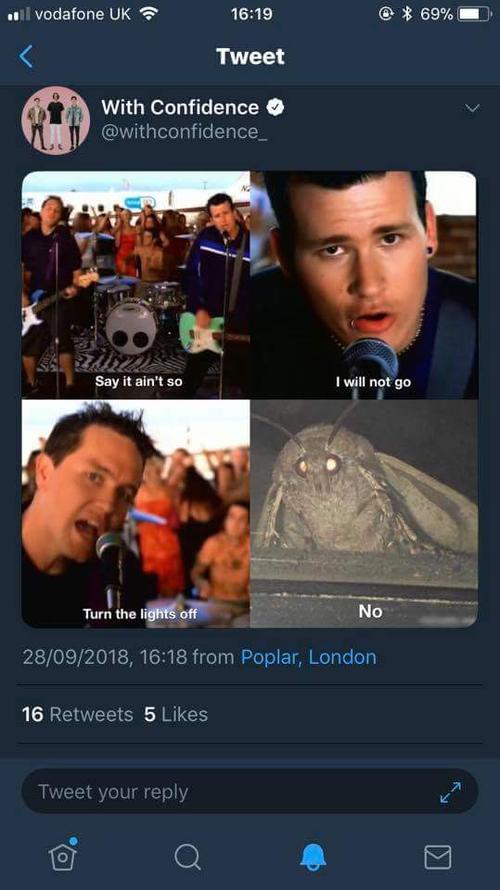 vodafone UK
16:19
69%
Tweet
With Confidence
@withconfidence_
Say it ain't so
I will not go
Turn the lights off
No
28/09/2018, 16:18 from Poplar, London
16 Retweets 5 Likes
Tweet your reply